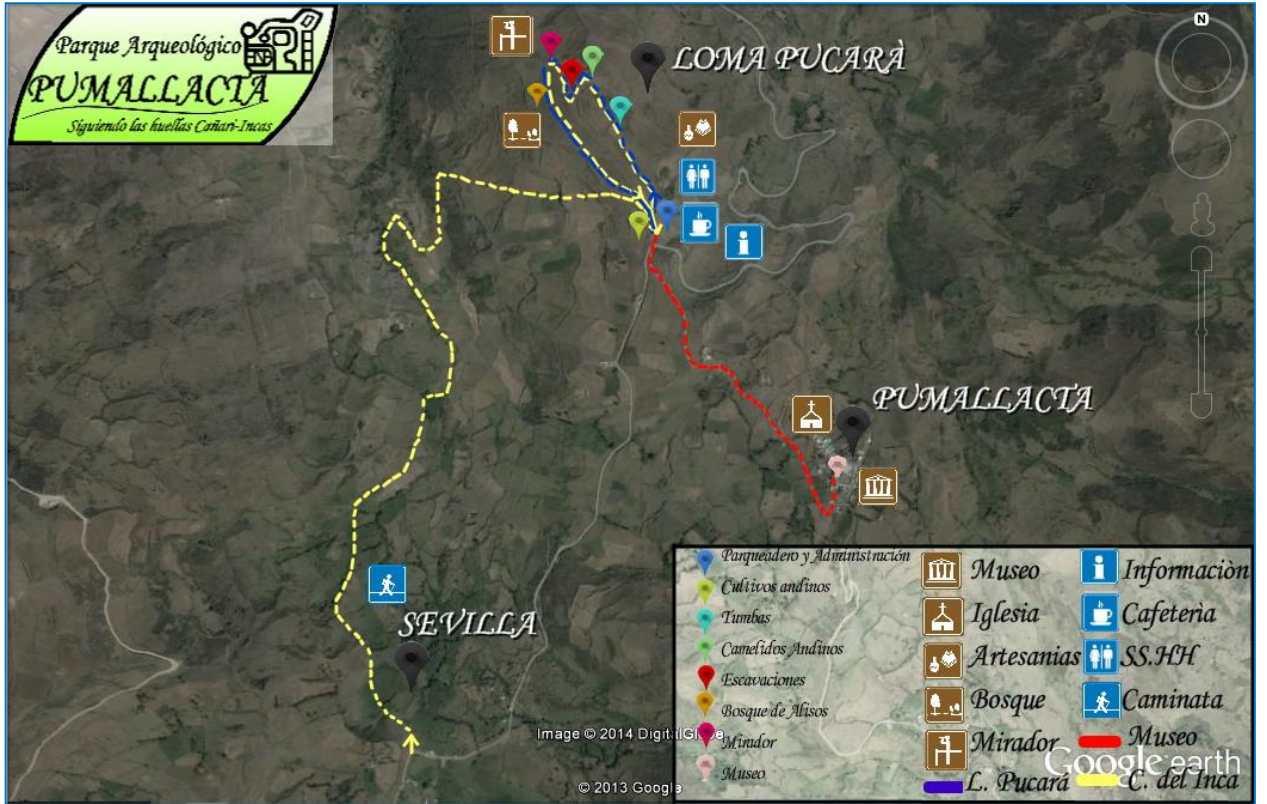 Parque Arqueológico
PUMALLACTA
Siguiendo las huellas Cañari-Incas
N
LOMA PUCARÀ
PUMALLACTA
SEVILLA
Parqueadero y Administración
Cultivos andinos
Tumbas
Camelidos Andinos
Escavaciones
Bosque de Alisos
Mirador
Museo
Museo
Iglesia
Artesanias
Bosque
Mirador
L. Pucará
Informaciòn
Cafeterìa
SS.HH
Caminata
Museo
C. del Inca
Image © 2014 DigitalGlobe
© 2013 Google
Google earth